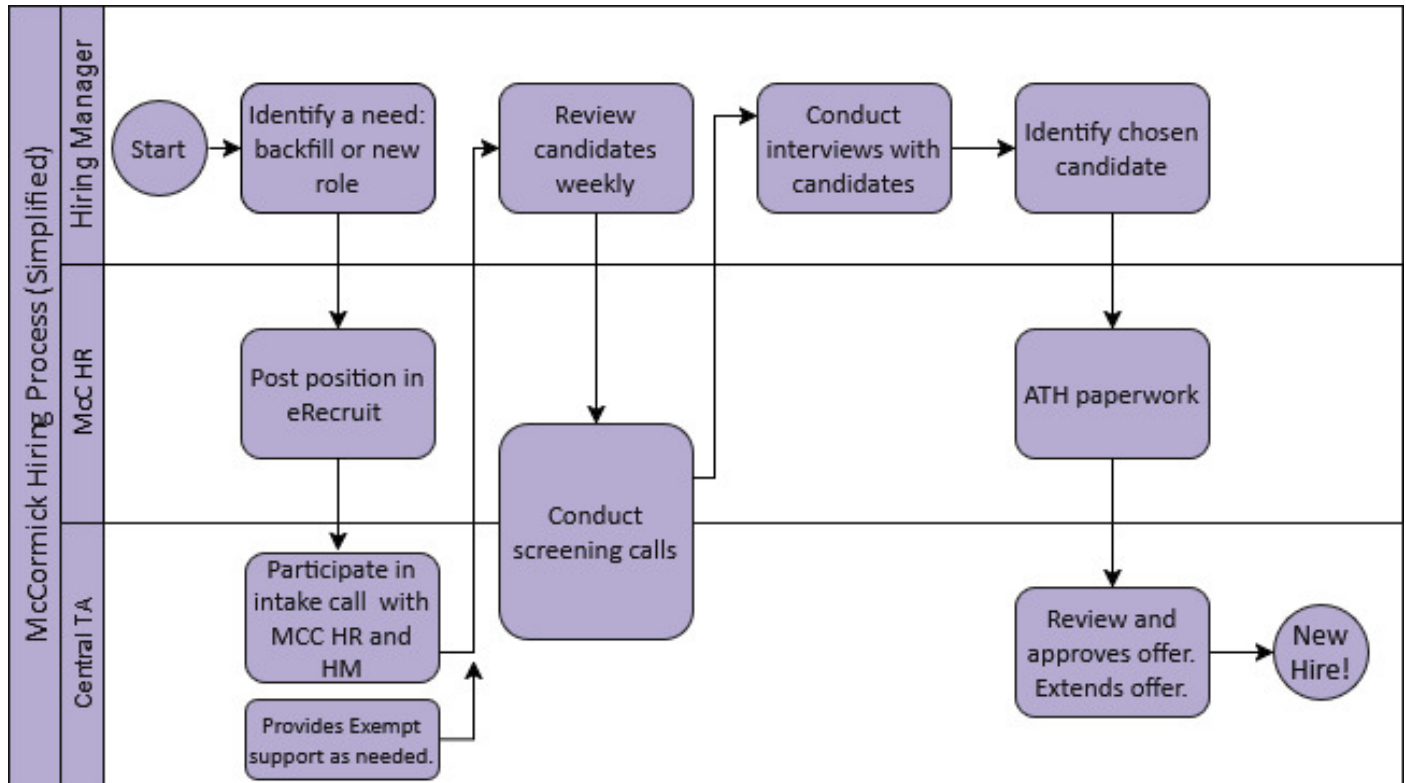 McCormick Hiring Process (Simplified)
Hiring Manager
Start
Identify a need:
backfill or new
role
Review
candidates
weekly
Conduct
interviews with
candidates
Identify chosen
candidate
McC HR
Post position in
eRecruit
Conduct
screening calls
ATH paperwork
Central TA
Participate in
intake call with
MCC HR and
HM
Provides Exempt
support as needed.
Review and
approves offer.
Extends offer.
New
Hire!